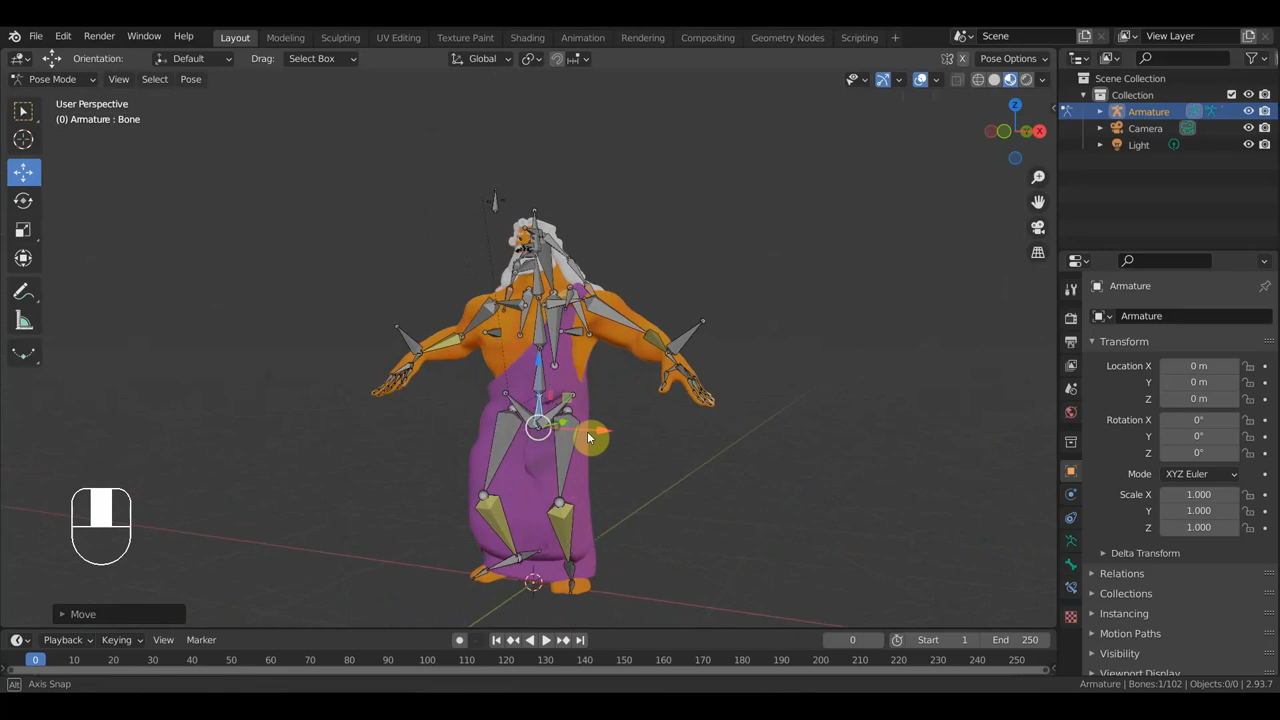 File Edit Render Window Help Layout Modeling Sculpting UV Editing Texture Paint Shading Animation Rendering Compositing Geometry Nodes Scripting + Scene View Layer
Orientation: Default Drag: Select Box Global X Pose Options
Pose Mode View Select Pose
Scene Collection
Collection
Armature
Camera
Light
User Perspective
(0) Armature : Bone
Z
X
Armature
Armature
Transform
Location X 0 m
Y 0 m
Z 0 m
Rotation X 0°
Y 0°
Z 0°
Mode XYZ Euler
Scale X 1.000
Y 1.000
Z 1.000
Delta Transform
Relations
Collections
Instancing
Motion Paths
Visibility
Viewport Display
Move
Playback Keying View Marker 0 Start 1 End 250
0 10 20 30 40 50 60 70 80 90 100 110 120 130 140 150 160 170 180 190 200 210 220 230 240 250
Alt Axis Snap Armature | Bones:1/102 | Objects:0/0 | 2.93.7